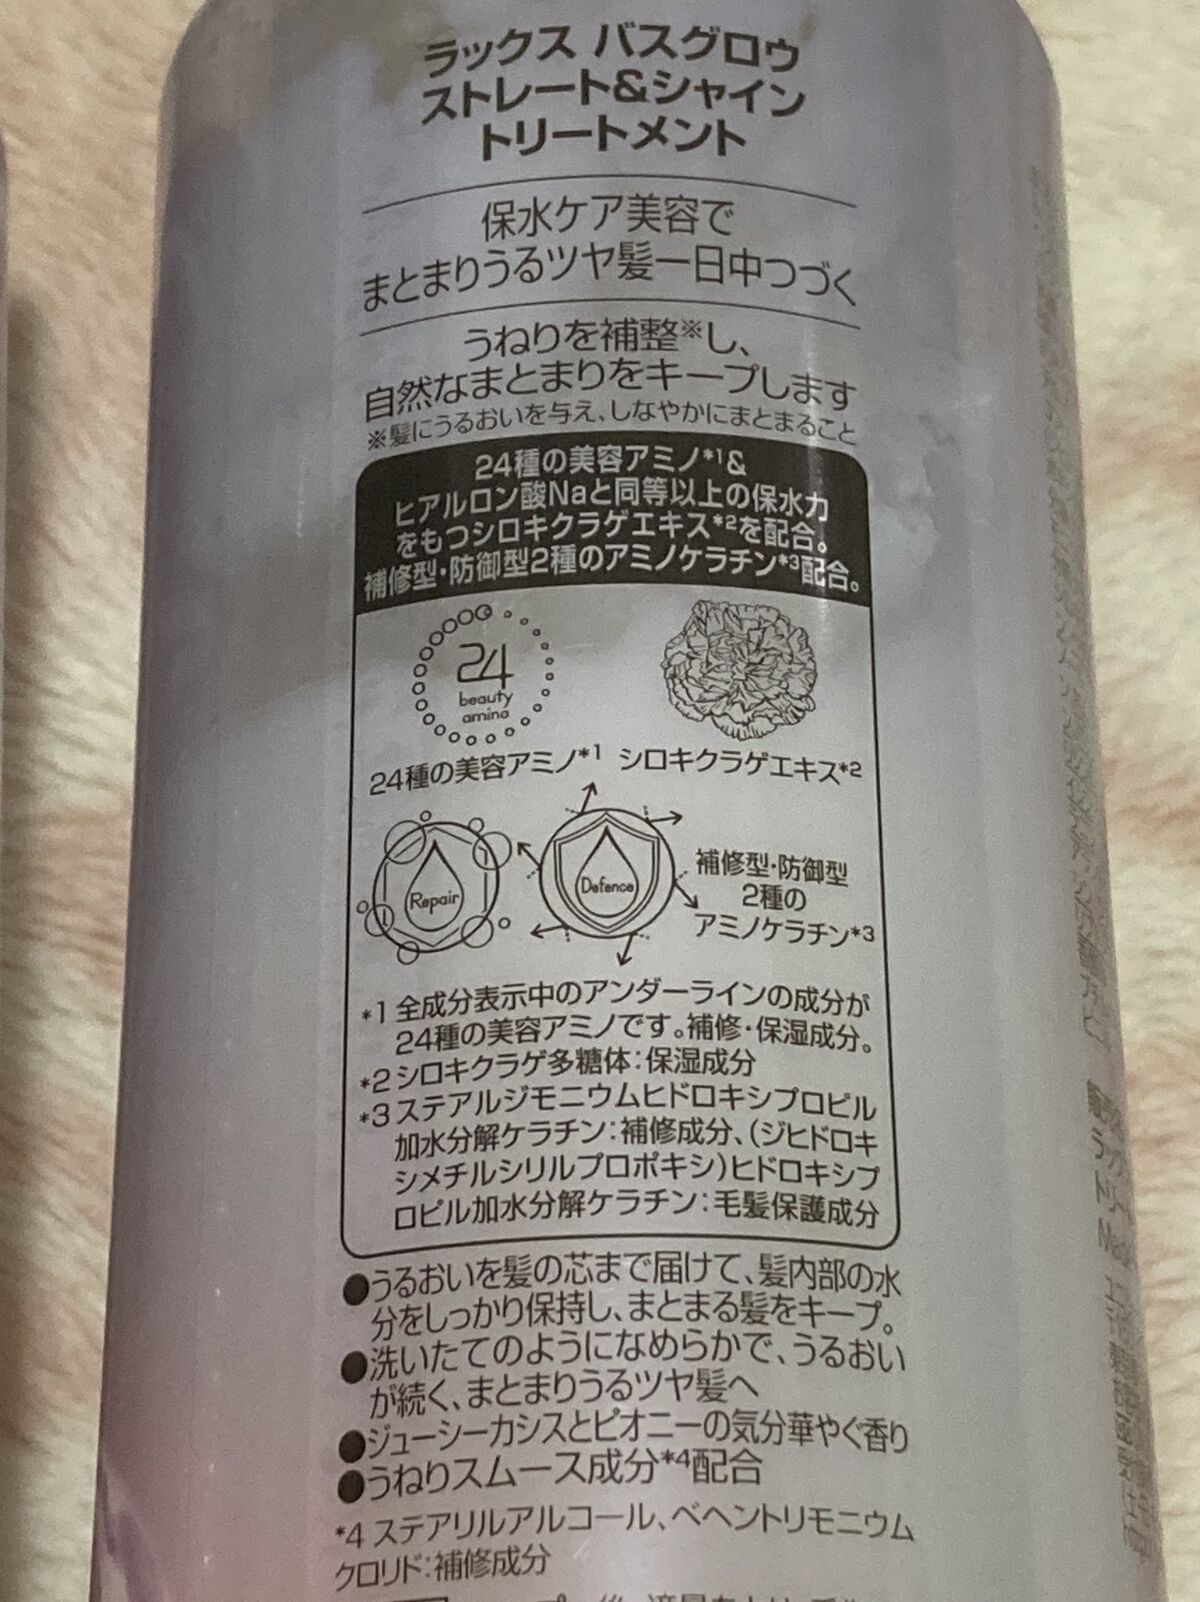 ラックス バスグロウ
ストレート&シャイン
トリートメント
保水ケア美容で
まとまりうるツヤ髪一日中つづく
うねりを補整※し、
自然なまとまりをキープします
※髪にうるおいを与え、しなやかにまとまること
24種の美容アミノ*1&
ヒアルロン酸Naと同等以上の保水力
をもつシロキクラゲエキス*2を配合。
補修型・防御型2種のアミノケラチン*3配合。
24
beauty
amino
24種の美容アミノ*1 シロキクラゲエキス*2
Repair
Defence
補修型・防御型
2種の
アミノケラチン*3
*1 全成分表示中のアンダーラインの成分が
24種の美容アミノです。補修・保湿成分。
*2 シロキクラゲ多糖体:保湿成分
*3 ステアルジモニウムヒドロキシプロピル
加水分解ケラチン:補修成分、(ジヒドロキ
シメチルシリルプロポキシ)ヒドロキシプ
ロピル加水分解ケラチン:毛髪保護成分
●うるおいを髪の芯まで届けて、髪内部の水
分をしっかり保持し、まとまる髪をキープ。
●洗いたてのようになめらかで、うるおい
が続く、まとまりうるツヤ髪へ
●ジューシーカシスとピオニーの気分華やぐ香り
●うねりスムース成分*4配合
*4 ステアリルアルコール、ベヘントリモニウム
クロリド:補修成分